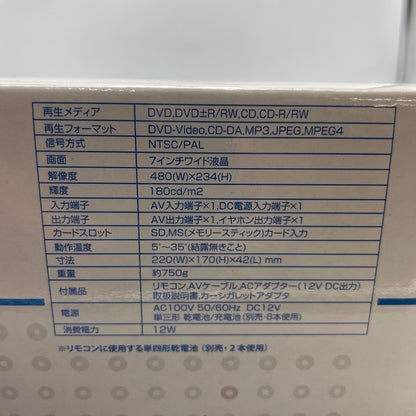 再生メディア DVD,DVD±R/RW,CD,CD-R/RW
再生フォーマット DVD-Video,CD-DA,MP3,JPEG,MPEG4
信号方式 NTSC/PAL
画面 7インチワイド液晶
解像度 480(W)×234(H)
輝度 180cd/m2
入力端子 AV入力端子×1,DC電源入力端子×1
出力端子 AV出力端子×1,イヤホン出力端子×1
カードスロット SD,MS(メモリースティック)カード入力
動作温度 5°~35°(結露無きこと)
寸法 220(W)×170(H)×42(L) mm
重量 約750g
付属品 リモコン,AVケーブル,ACアダプター(12V DC出力)
取扱説明書,カーシガレットアダプタ
電源 AC100V 50/60Hz DC12V
単三形 乾電池/充電池(別売・8本使用)
消費電力 12W
※リモコンに使用する単四形乾電池(別売・2本使用)